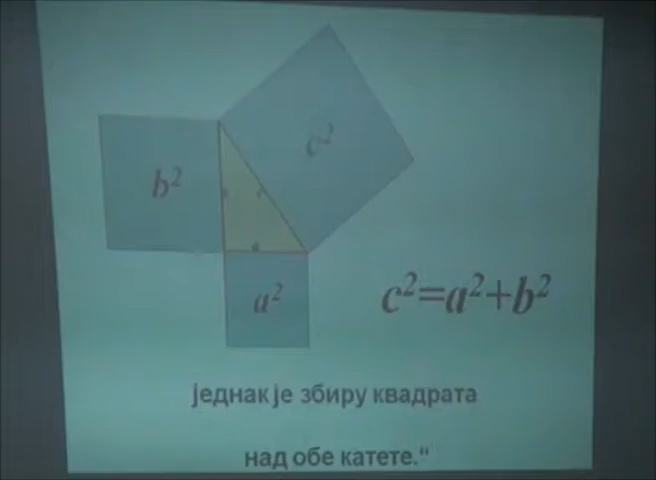 c²
b²
a²
c²=a²+b²
једнак је збиру квадрата
над обе катете.“